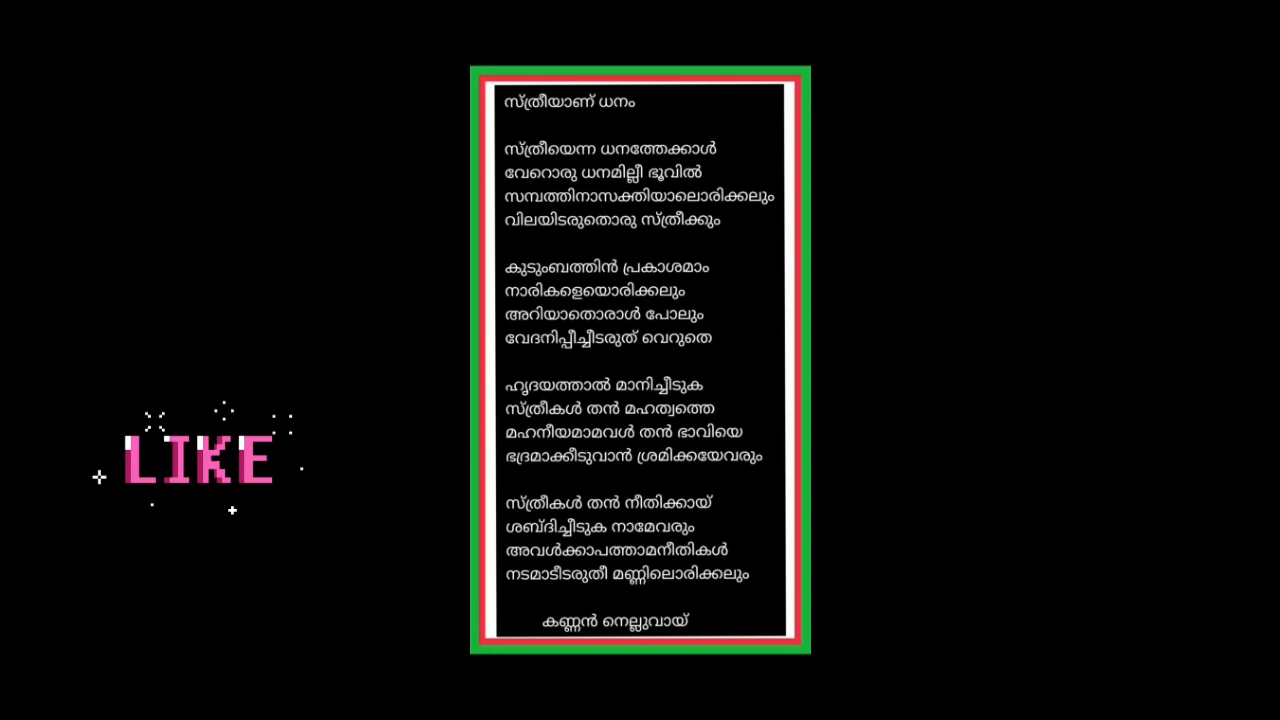 സ്ത്രീയാണ് ധനം
സ്ത്രീയെന്ന ധനത്തേക്കാൾ
വേറൊരു ധനമില്ലീ ഭൂവിൽ
സമ്പത്തിനാസക്തിയാലൊരിക്കലും
വിലയിടരുതൊരു സ്ത്രീക്കും
കുടുംബത്തിൻ പ്രകാശമാം
നാരികളെയൊരിക്കലും
അറിയാതൊരാൾ പോലും
വേദനിപ്പീച്ചീടരുത് വെറുതെ
ഹൃദയത്താൽ മാനിച്ചീടുക
സ്ത്രീകൾ തൻ മഹത്വത്തെ
മഹനീയമാമവൾ തൻ ഭാവിയെ
ഭദ്രമാക്കീടുവാൻ ശ്രമിക്കയേവരും
സ്ത്രീകൾ തൻ നീതിക്കായ്
ശബ്ദിച്ചീടുക നാമേവരും
അവൾക്കാപത്താമനീതികൾ
നടമാടീടരുതീ മണ്ണിലൊരിക്കലും
കണ്ണൻ നെല്ലുവായ്
LIKE